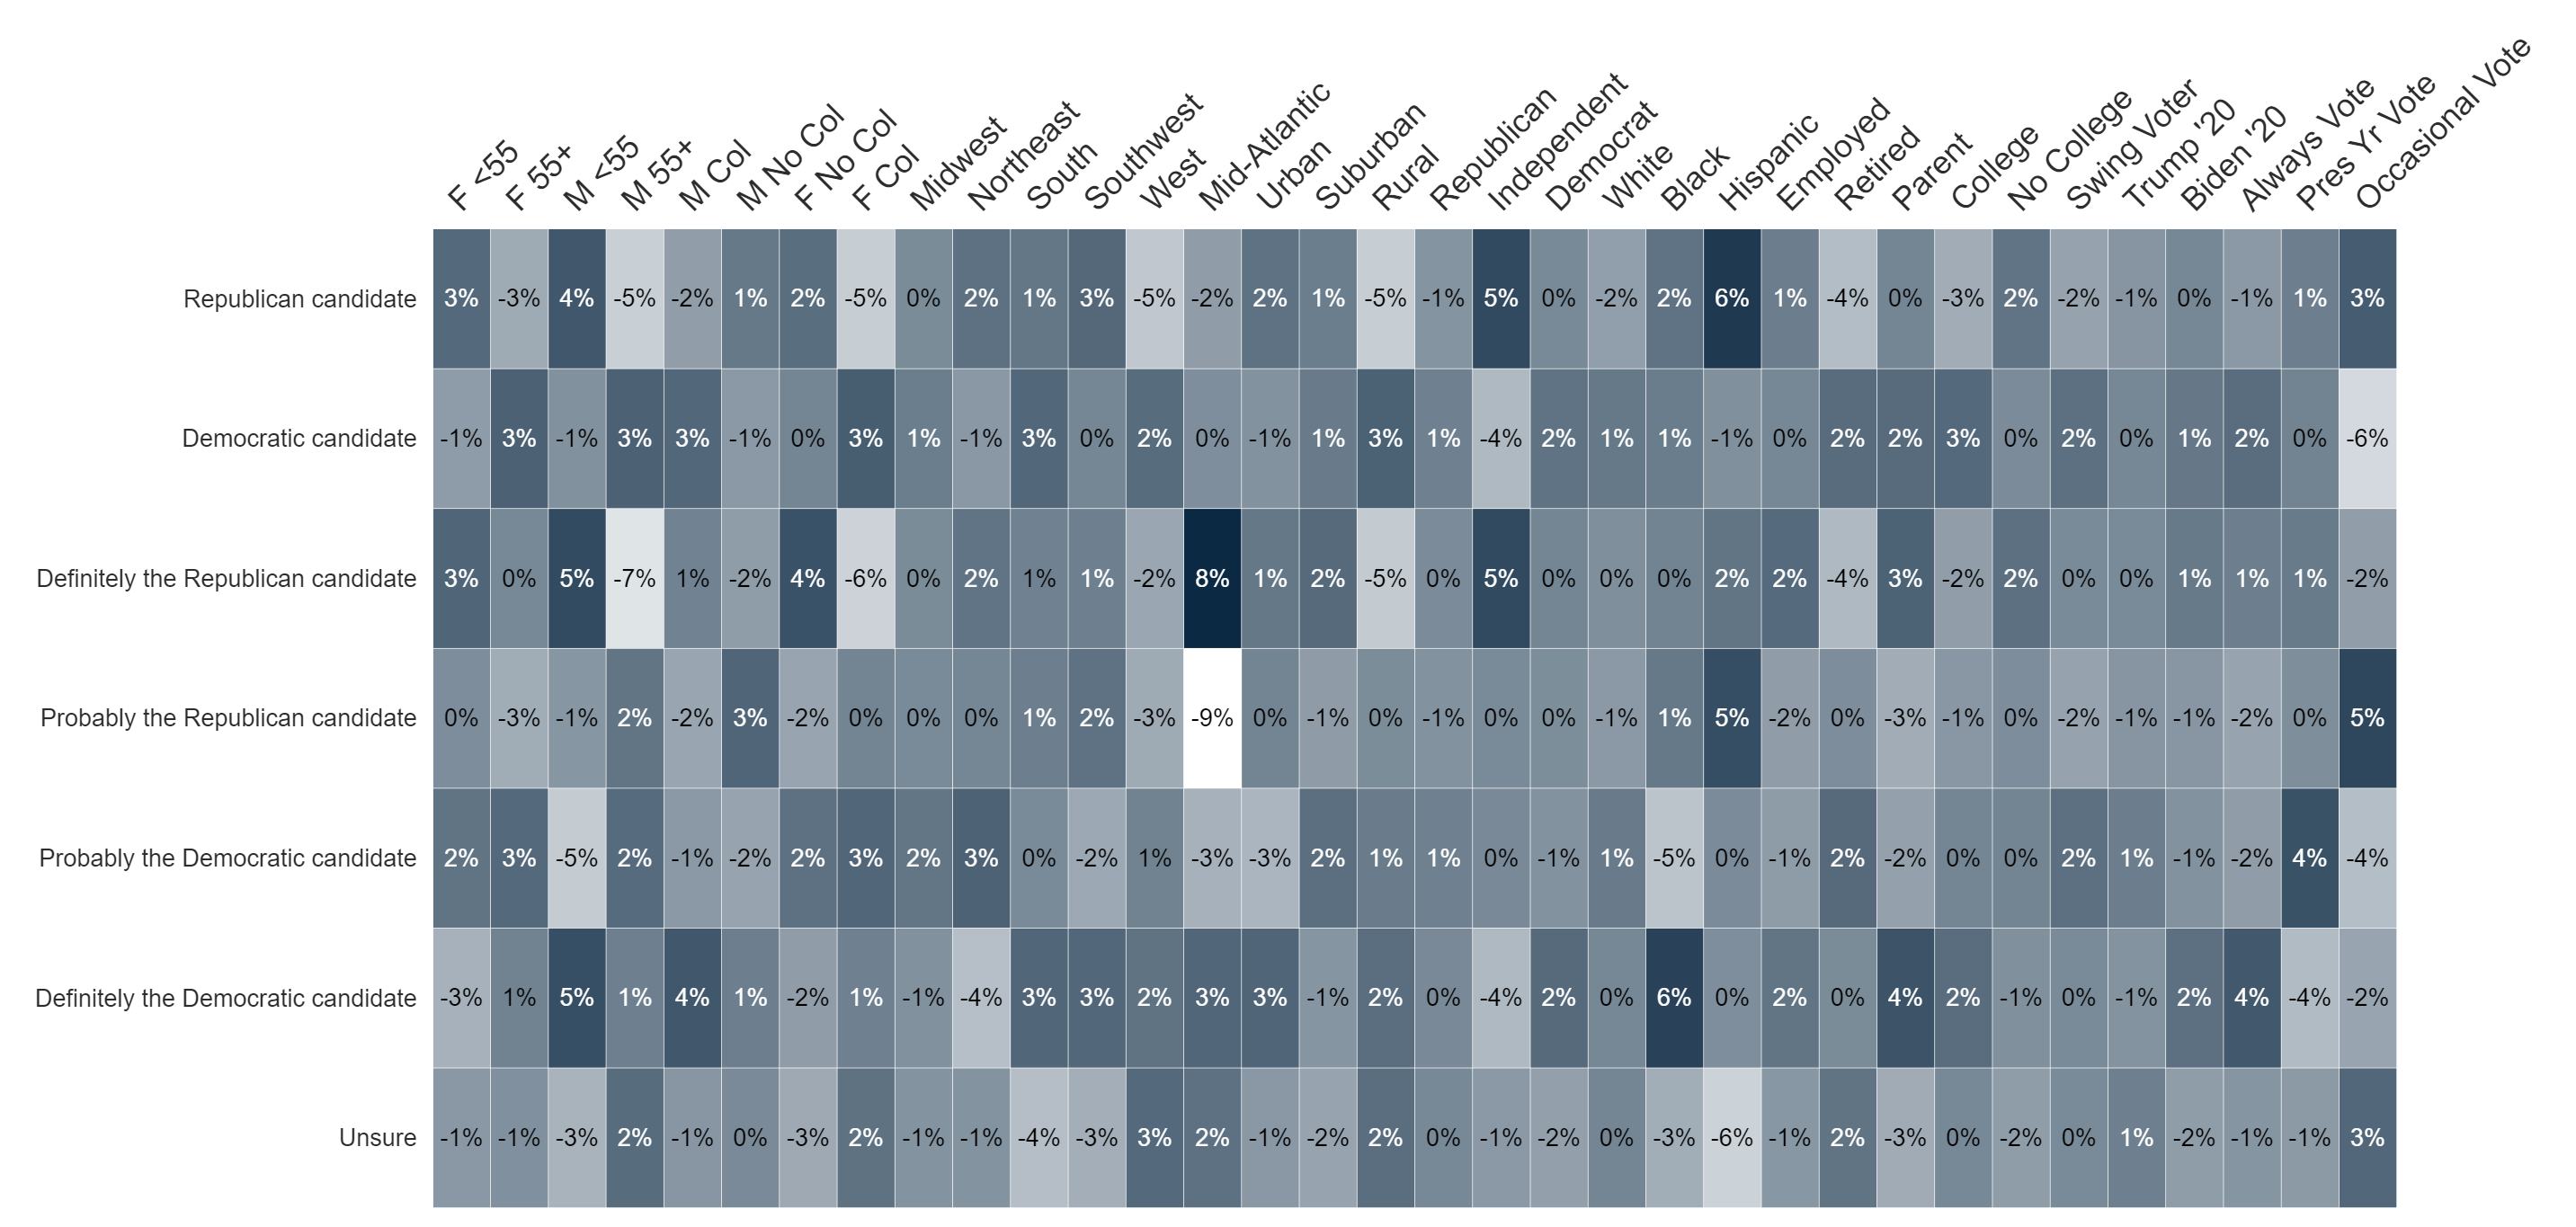 F <55 F 55+ M <55 M 55+ M Col M No Col F No Col F Col Midwest Northeast South Southwest West Mid-Atlantic Urban Suburban Rural Republican Independent Democrat White Black Hispanic Employed Retired Parent College No College Swing Voter Trump '20 Biden '20 Always Vote Pres Yr Vote Occasional Vote
Republican candidate 3% -3% 4% -5% -2% 1% 2% -5% 0% 2% 1% 3% -5% -2% 2% 1% -5% -1% 5% 0% -2% 2% 6% 1% -4% 0% -3% 2% -2% -1% 0% -1% 1% 3%
Democratic candidate -1% 3% -1% 3% 3% -1% 0% 3% 1% -1% 3% 0% 2% 0% -1% 1% 3% 1% -4% 2% 1% 1% -1% 0% 2% 2% 3% 0% 2% 0% 1% 2% 0% -6%
Definitely the Republican candidate 3% 0% 5% -7% 1% -2% 4% -6% 0% 2% 1% 1% -2% 8% 1% 2% -5% 0% 5% 0% 0% 0% 2% 2% -4% 3% -2% 2% 0% 0% 1% 1% 1% -2%
Probably the Republican candidate 0% -3% -1% 2% -2% 3% -2% 0% 0% 0% 1% 2% -3% -9% 0% -1% 0% -1% 0% 0% -1% 1% 5% -2% 0% -3% -1% 0% -2% -1% -1% -2% 0% 5%
Probably the Democratic candidate 2% 3% -5% 2% -1% -2% 2% 3% 2% 3% 0% -2% 1% -3% -3% 2% 1% 1% 0% -1% 1% -5% 0% -1% 2% -2% 0% 0% 2% 1% -1% -2% 4% -4%
Definitely the Democratic candidate -3% 1% 5% 1% 4% 1% -2% 1% -1% -4% 3% 3% 2% 3% 3% -1% 2% 0% -4% 2% 0% 6% 0% 2% 0% 4% 2% -1% 0% -1% 2% 4% -4% -2%
Unsure -1% -1% -3% 2% -1% 0% -3% 2% -1% -1% -4% -3% 3% 2% -1% -2% 2% 0% -1% -2% 0% -3% -6% -1% 2% -3% 0% -2% 0% 1% -2% -1% -1% 3%